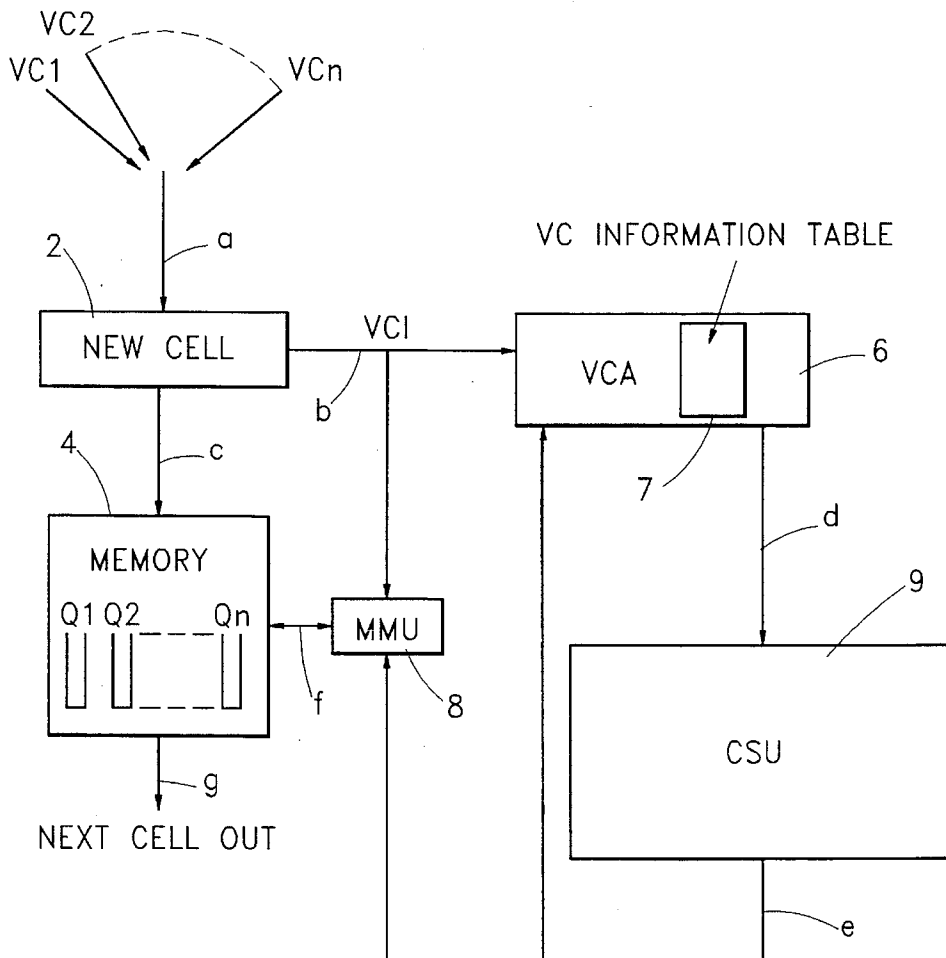 VC2
VC1
VCn
a
2
NEW CELL
VCI
b
VC INFORMATION TABLE
VCA
6
7
c
4
MEMORY
Q1 Q2 Qn
f
MMU
8
d
9
CSU
g
NEXT CELL OUT
e